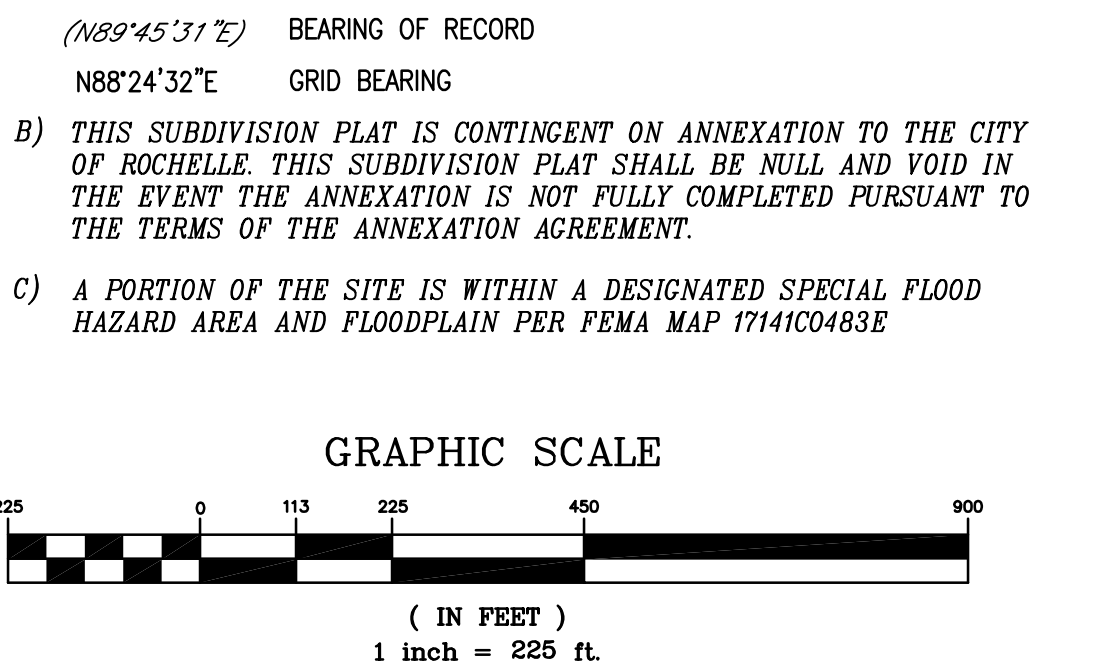 (N89°45'31"E) BEARING OF RECORD
N88°24'32"E GRID BEARING
B) THIS SUBDIVISION PLAT IS CONTINGENT ON ANNEXATION TO THE CITY
OF ROCHELLE. THIS SUBDIVISION PLAT SHALL BE NULL AND VOID IN
THE EVENT THE ANNEXATION IS NOT FULLY COMPLETED PURSUANT TO
THE TERMS OF THE ANNEXATION AGREEMENT.
C) A PORTION OF THE SITE IS WITHIN A DESIGNATED SPECIAL FLOOD
HAZARD AREA AND FLOODPLAIN PER FEMA MAP 17141C0483E
GRAPHIC SCALE
225 0 113 225 450 900
( IN FEET )
1 inch = 225 ft.